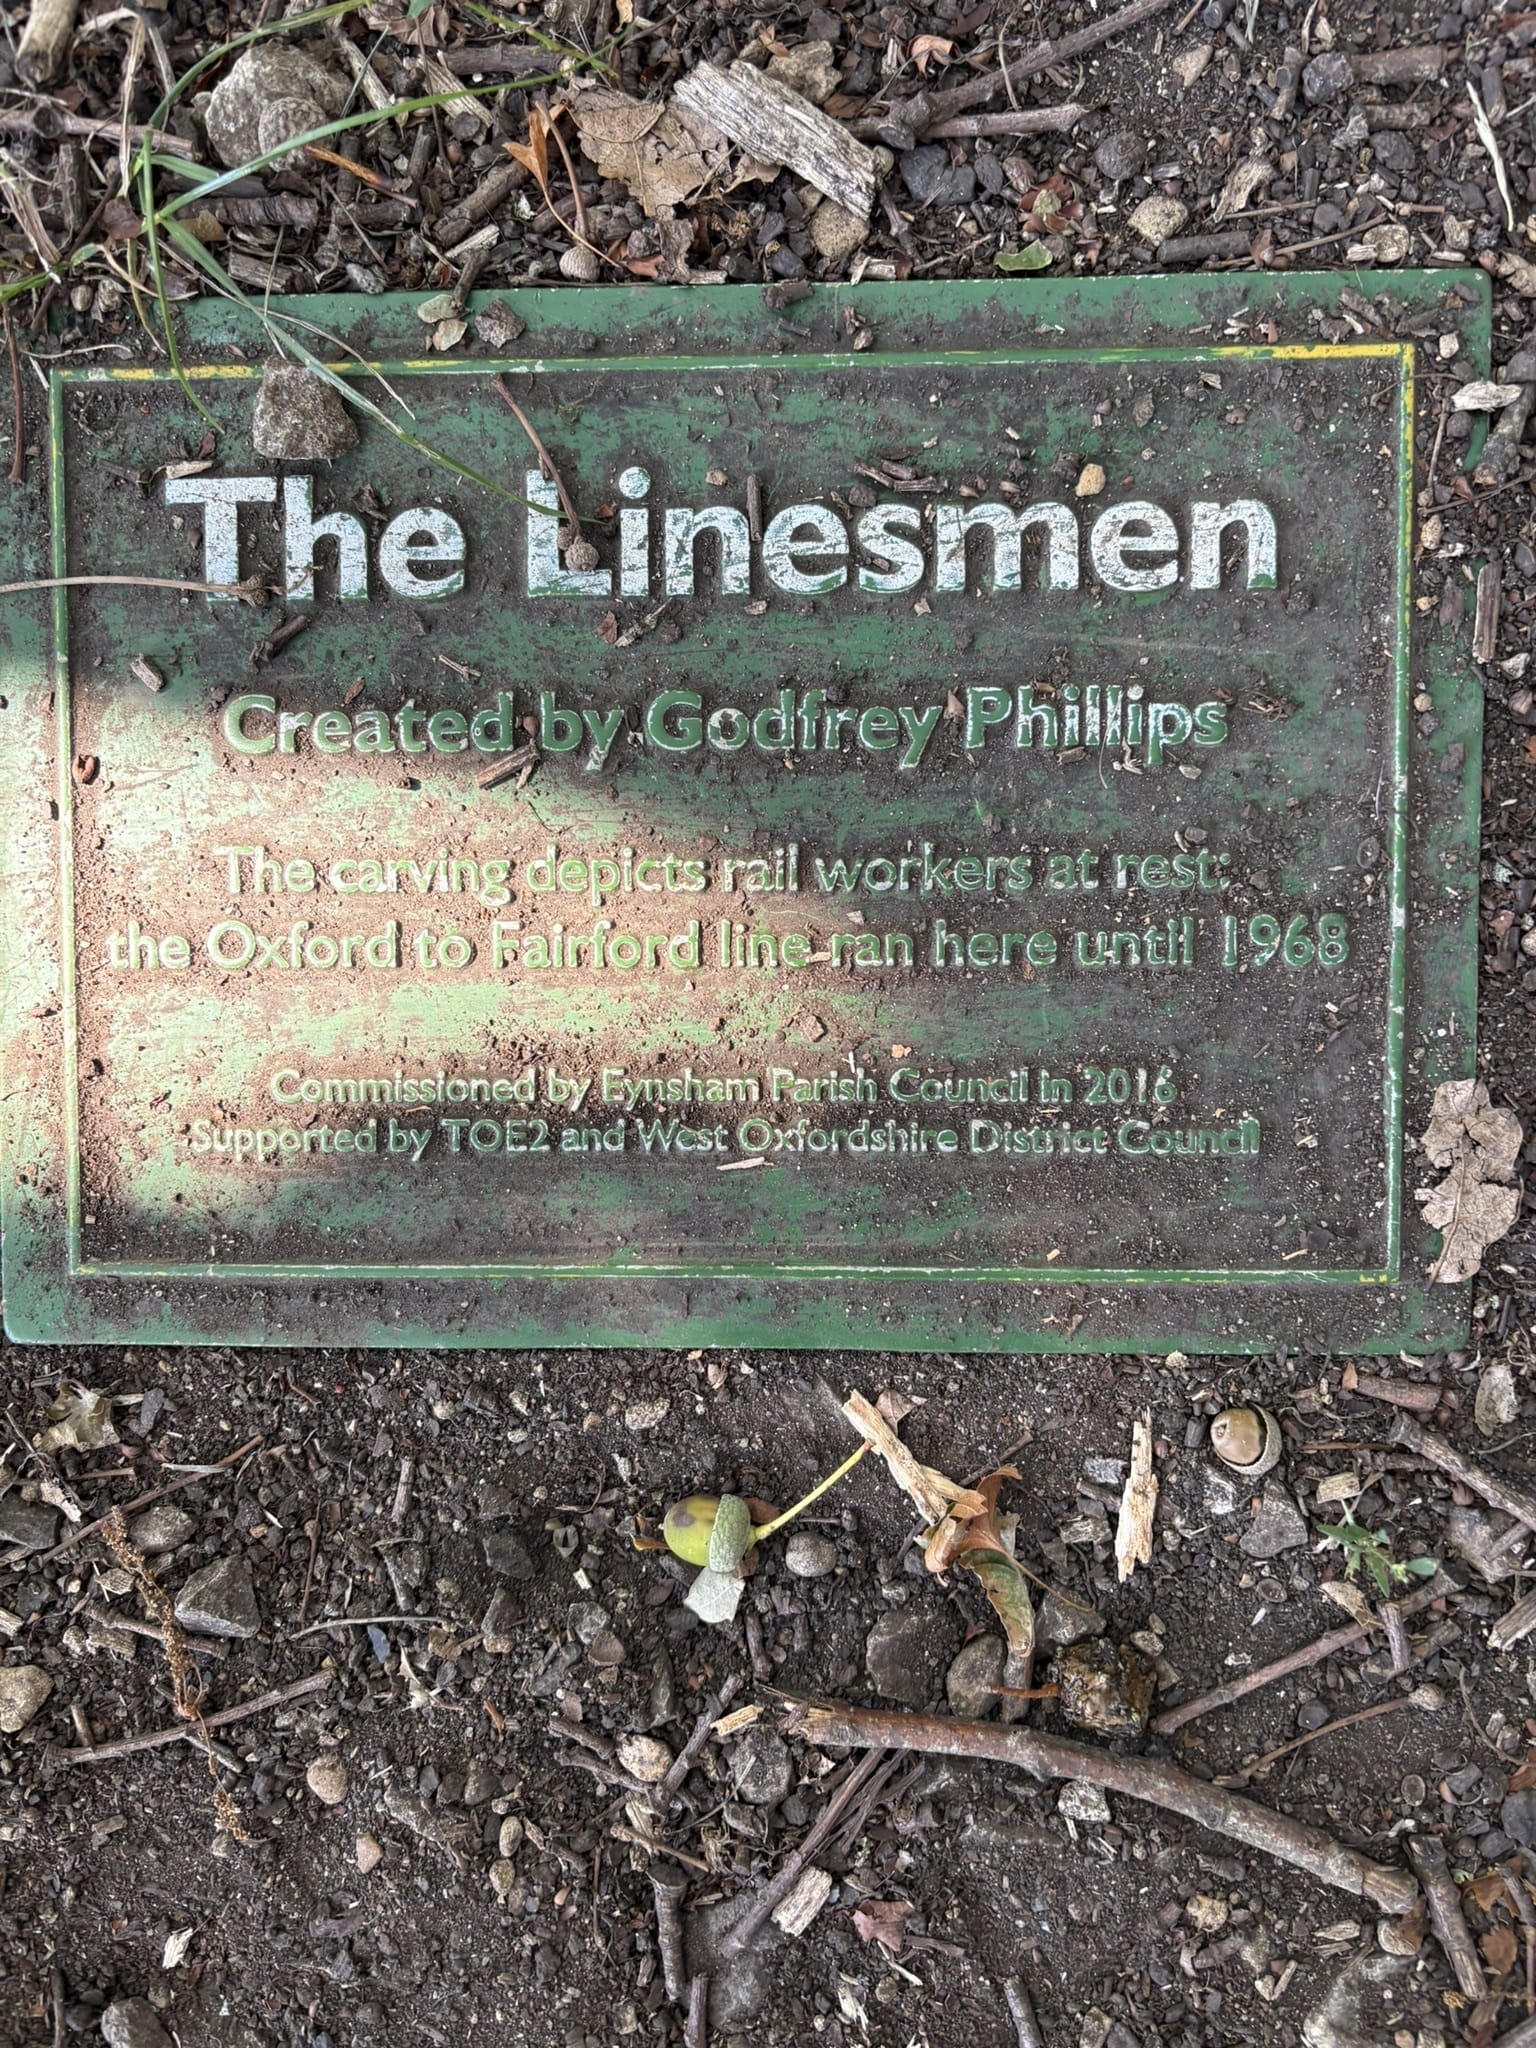 The Linesmen
Created by Godfrey Phillips
The carving depicts rail workers at rest:
the Oxford to Fairford line ran here until 1968
Commissioned by Eynsham Parish Council in 2016
Supported by TOE2 and West Oxfordshire District Council